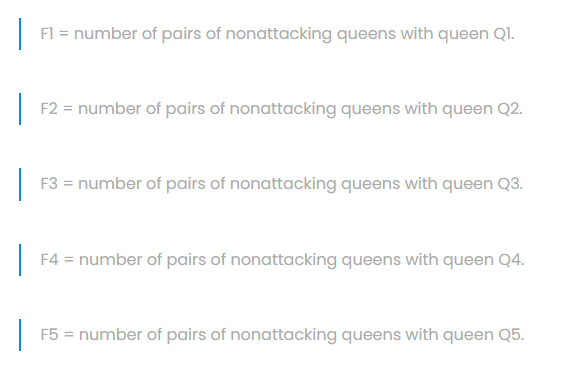 F1 = number of pairs of nonattacking queens with queen Q1.
F2 = number of pairs of nonattacking queens with queen Q2.
F3 = number of pairs of nonattacking queens with queen Q3.
F4 = number of pairs of nonattacking queens with queen Q4.
F5 = number of pairs of nonattacking queens with queen Q5.